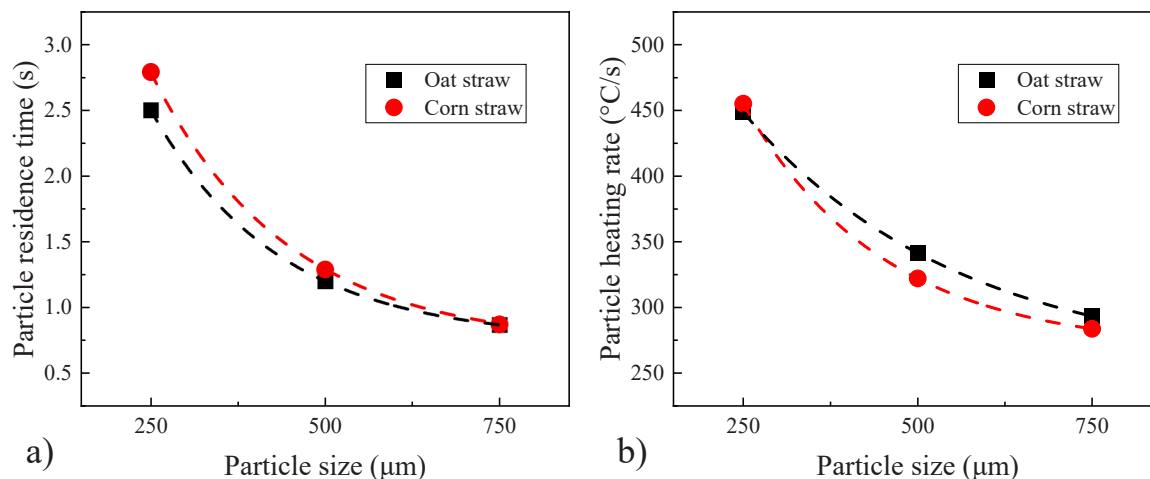 3.0
2.5
2.0
1.5
1.0
0.5
Particle residence time (s)
Oat straw
Corn straw
250
500
750
Particle size (μm)
a)
500
450
400
350
300
250
Particle heating rate (°C/s)
Oat straw
Corn straw
250
500
750
Particle size (μm)
b)